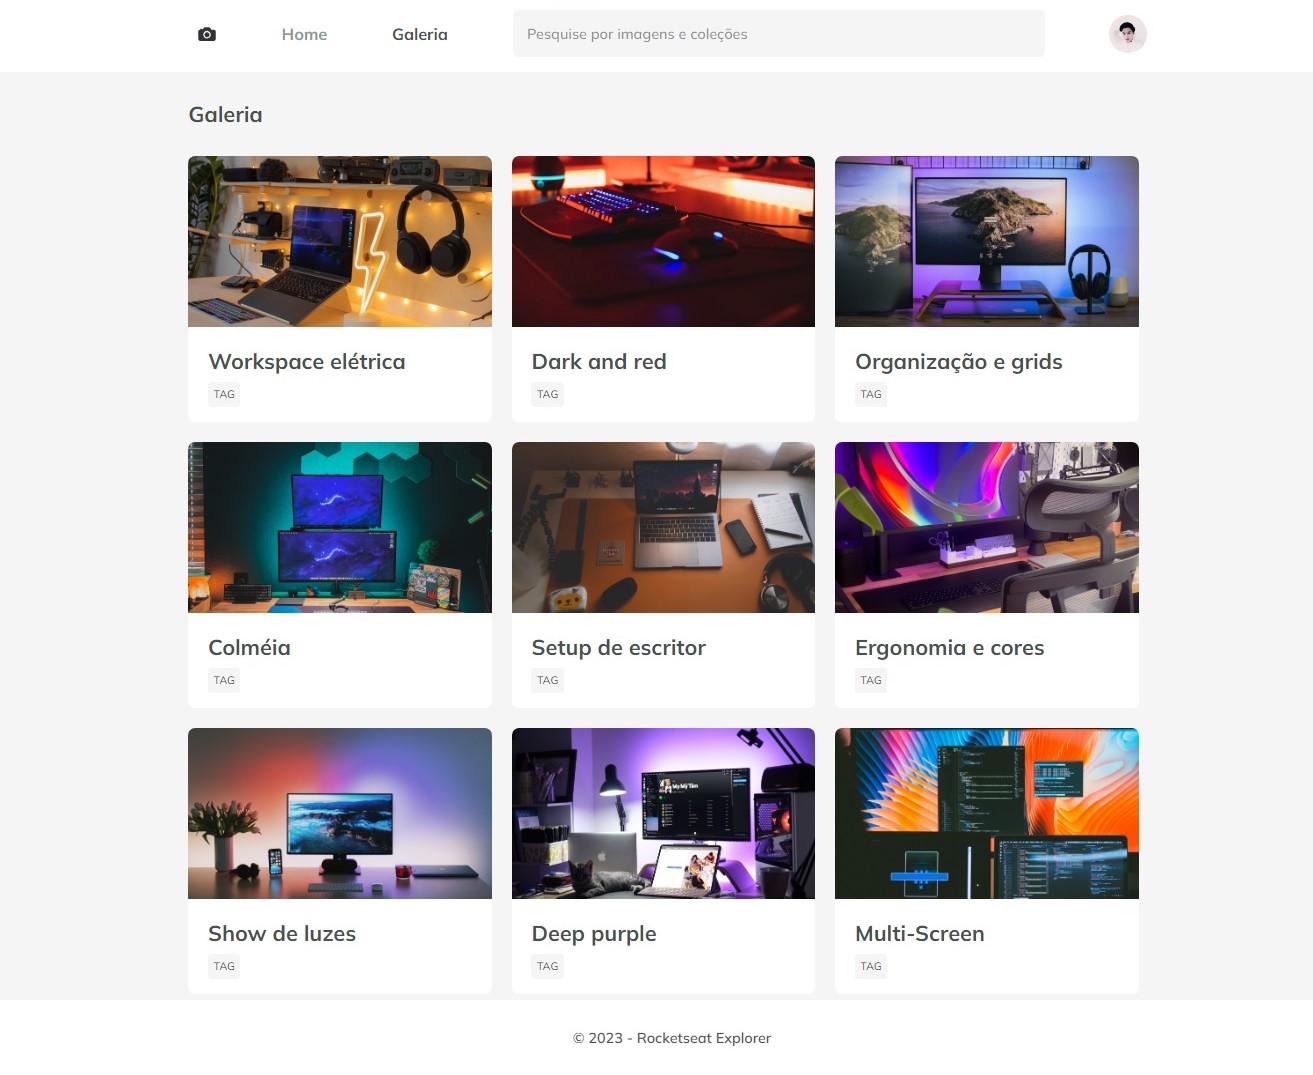 Home
Galeria
Pesquise por imagens e coleções
Galeria
Workspace elétrica
TAG
Dark and red
TAG
Organização e grids
TAG
Colméia
TAG
Setup de escritor
TAG
Ergonomia e cores
TAG
Show de luzes
TAG
Deep purple
TAG
Multi-Screen
TAG
© 2023 - Rocketseat Explorer